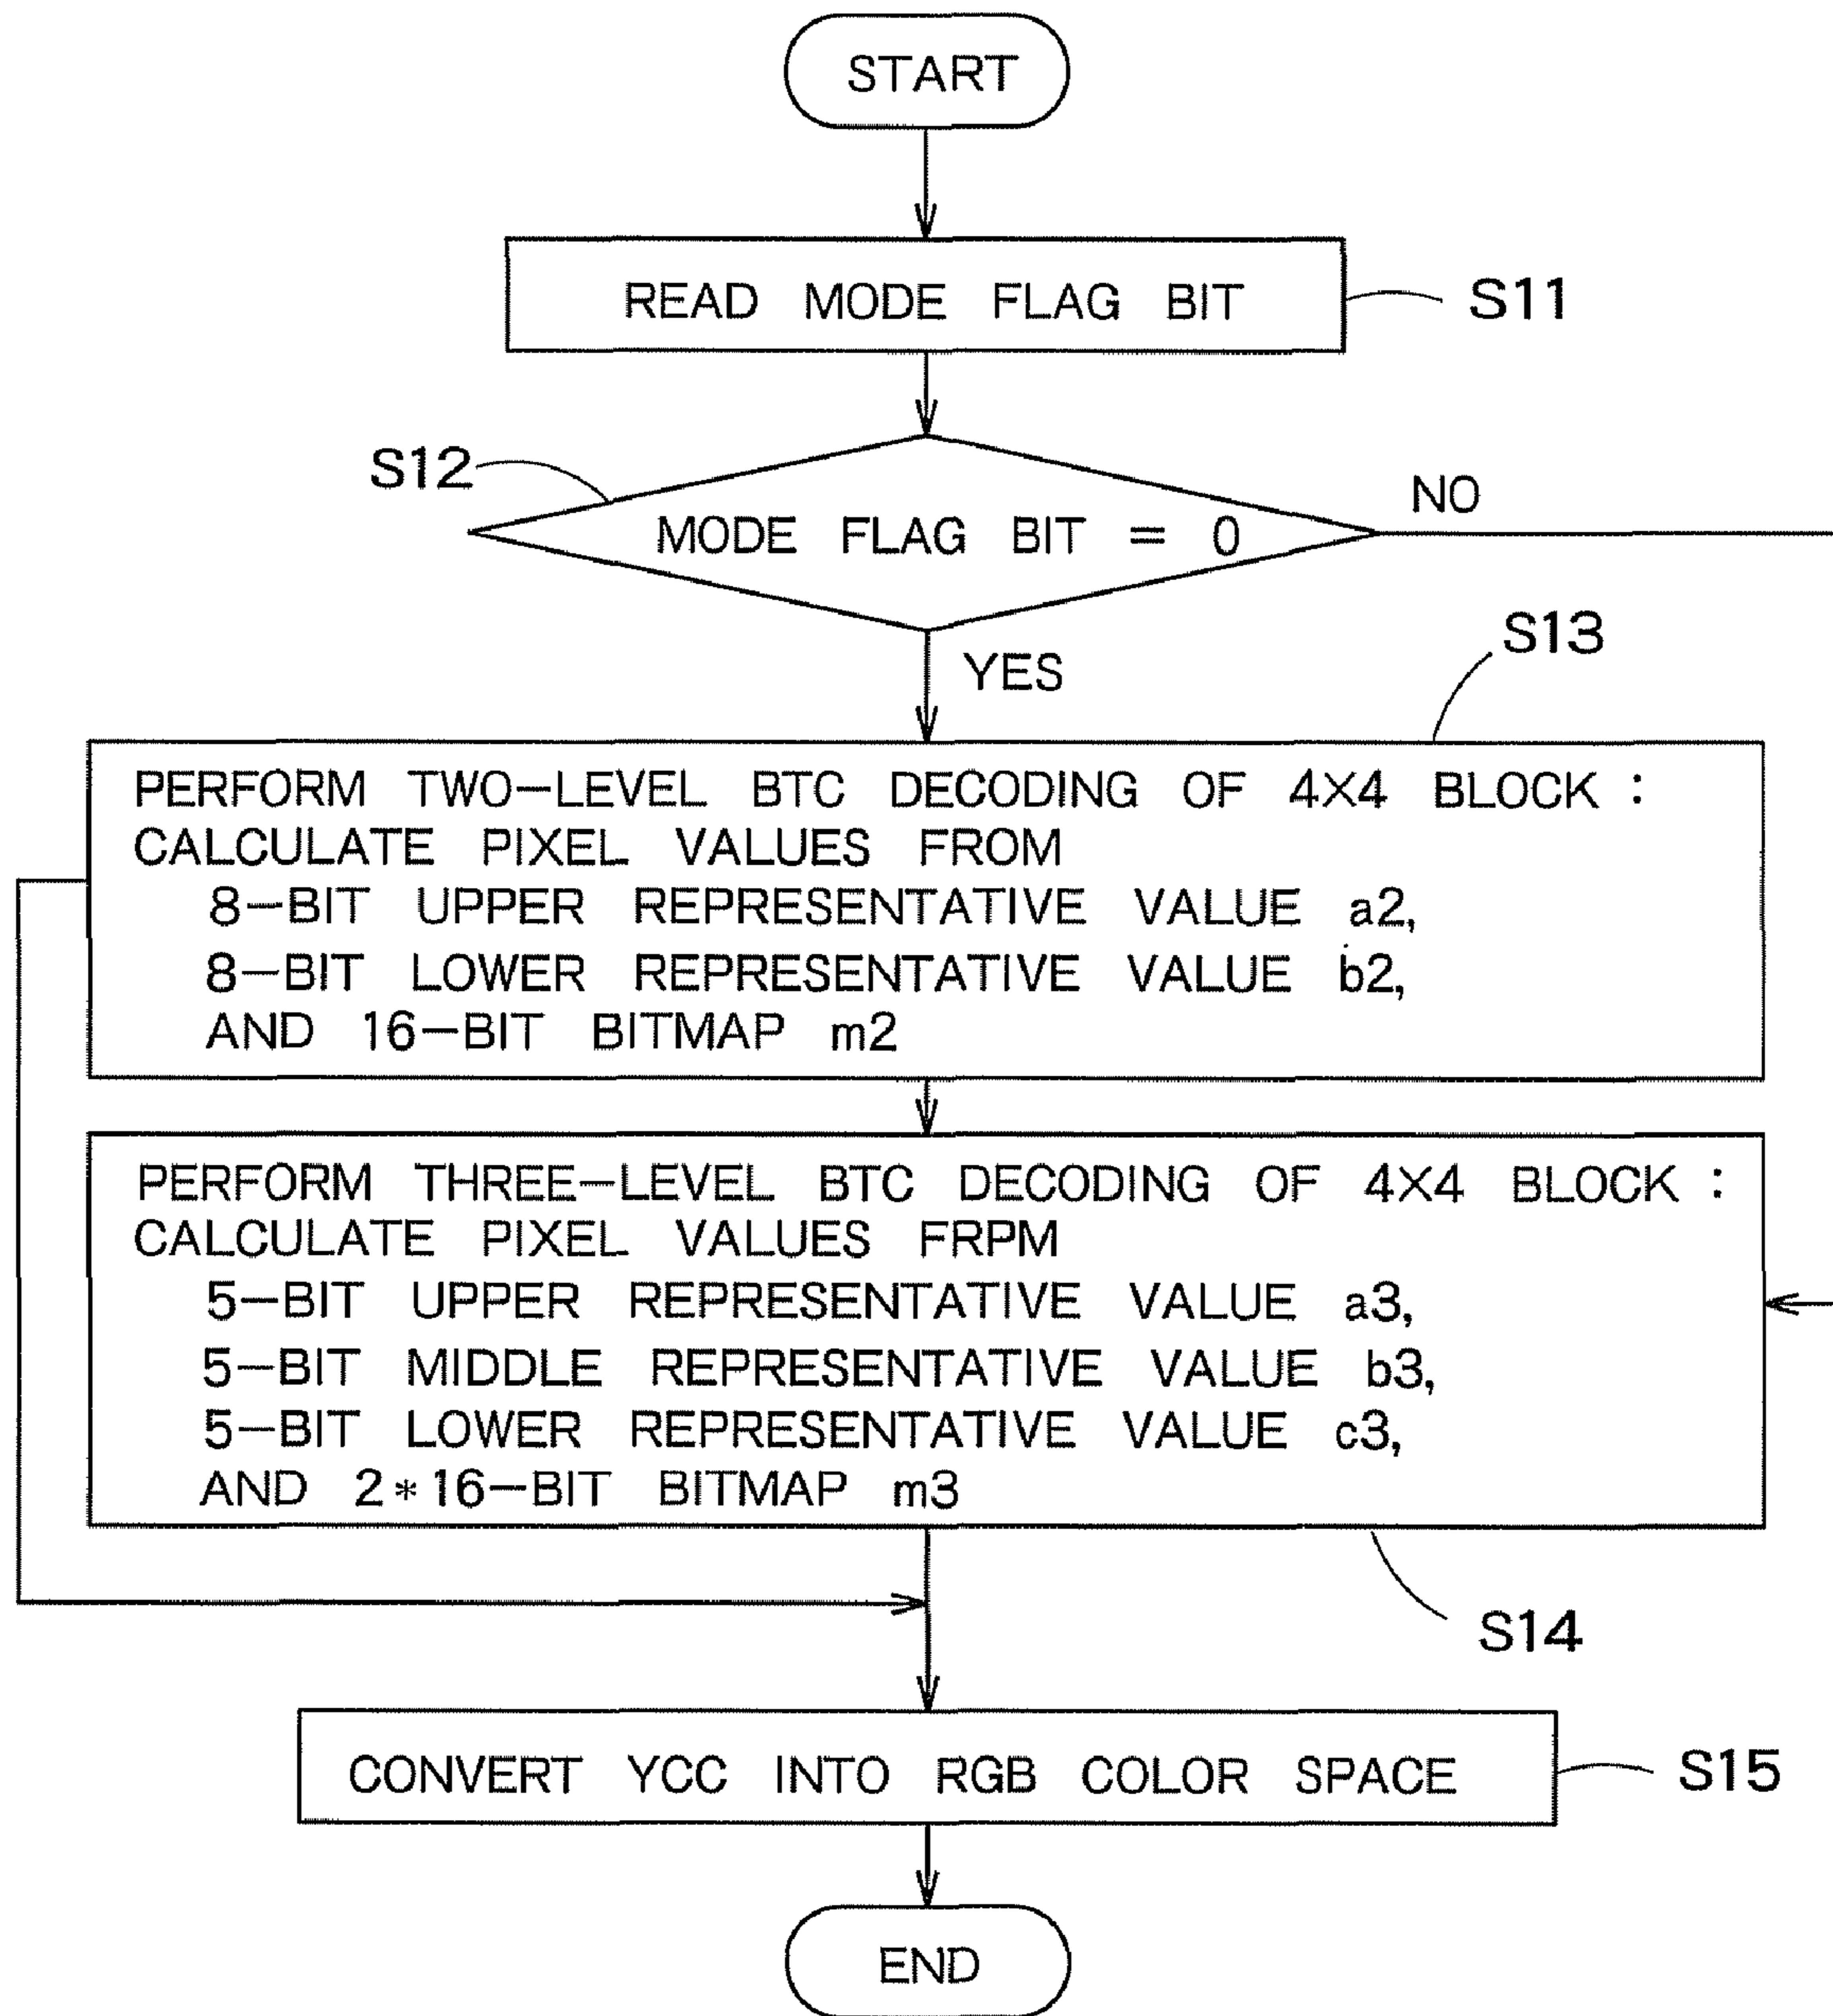 START
READ MODE FLAG BIT
S11
S12
MODE FLAG BIT = 0
NO
YES
S13
PERFORM TWO-LEVEL BTC DECODING OF 4X4 BLOCK :
CALCULATE PIXEL VALUES FROM
8-BIT UPPER REPRESENTATIVE VALUE a2,
8-BIT LOWER REPRESENTATIVE VALUE b2,
AND 16-BIT BITMAP m2
PERFORM THREE-LEVEL BTC DECODING OF 4X4 BLOCK :
CALCULATE PIXEL VALUES FRPM
5-BIT UPPER REPRESENTATIVE VALUE a3,
5-BIT MIDDLE REPRESENTATIVE VALUE b3,
5-BIT LOWER REPRESENTATIVE VALUE c3,
AND 2*16-BIT BITMAP m3
S14
CONVERT YCC INTO RGB COLOR SPACE
S15
END